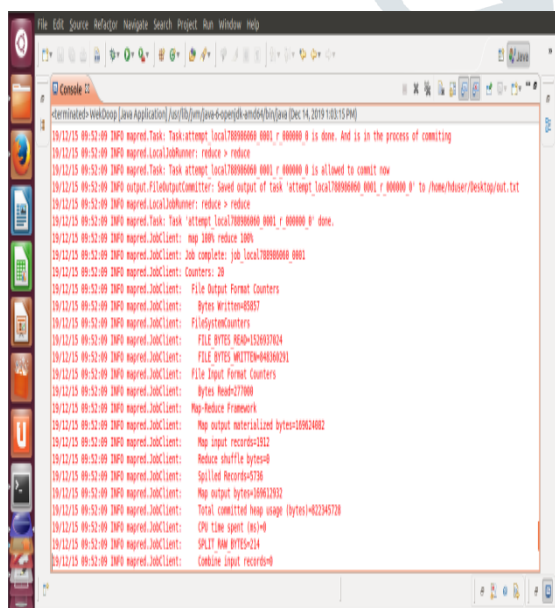 File Edit Source Refactor Navigate Search Project Run Window Help
Java
Console
<terminated> WekDoop [Java Application] /usr/lib/jvm/java-6-openjdk-amd64/bin/java (Dec 14, 2019 1:03:15 PM)
19/12/15 09:52:09 INFO mapred.Task: Task:attempt_local788986060_0001_r_000000_0 is done. And is in the process of commiting
19/12/15 09:52:09 INFO mapred.LocalJobRunner: reduce > reduce
19/12/15 09:52:09 INFO mapred.Task: Task attempt_local788986060_0001_r_000000_0 is allowed to commit now
19/12/15 09:52:09 INFO output.FileOutputCommitter: Saved output of task 'attempt_local788986060_0001_r_000000_0' to /home/hduser/Desktop/out.txt
19/12/15 09:52:09 INFO mapred.LocalJobRunner: reduce > reduce
19/12/15 09:52:09 INFO mapred.Task: Task 'attempt_local788986060_0001_r_000000_0' done.
19/12/15 09:52:09 INFO mapred.JobClient: map 100% reduce 100%
19/12/15 09:52:09 INFO mapred.JobClient: Job complete: job_local788986060_0001
19/12/15 09:52:09 INFO mapred.JobClient: Counters: 20
19/12/15 09:52:09 INFO mapred.JobClient: File Output Format Counters
19/12/15 09:52:09 INFO mapred.JobClient: Bytes Written=85857
19/12/15 09:52:09 INFO mapred.JobClient: FileSystemCounters
19/12/15 09:52:09 INFO mapred.JobClient: FILE_BYTES_READ=1526937024
19/12/15 09:52:09 INFO mapred.JobClient: FILE_BYTES_WRITTEN=848360291
19/12/15 09:52:09 INFO mapred.JobClient: File Input Format Counters
19/12/15 09:52:09 INFO mapred.JobClient: Bytes Read=277000
19/12/15 09:52:09 INFO mapred.JobClient: Map-Reduce Framework
19/12/15 09:52:09 INFO mapred.JobClient: Map output materialized bytes=169624082
19/12/15 09:52:09 INFO mapred.JobClient: Map input records=1912
19/12/15 09:52:09 INFO mapred.JobClient: Reduce shuffle bytes=0
19/12/15 09:52:09 INFO mapred.JobClient: Spilled Records=5736
19/12/15 09:52:09 INFO mapred.JobClient: Map output bytes=169612932
19/12/15 09:52:09 INFO mapred.JobClient: Total committed heap usage (bytes)=822345728
19/12/15 09:52:09 INFO mapred.JobClient: CPU time spent (ms)=0
19/12/15 09:52:09 INFO mapred.JobClient: SPLIT_RAW_BYTES=214
19/12/15 09:52:09 INFO mapred.JobClient: Combine input records=0